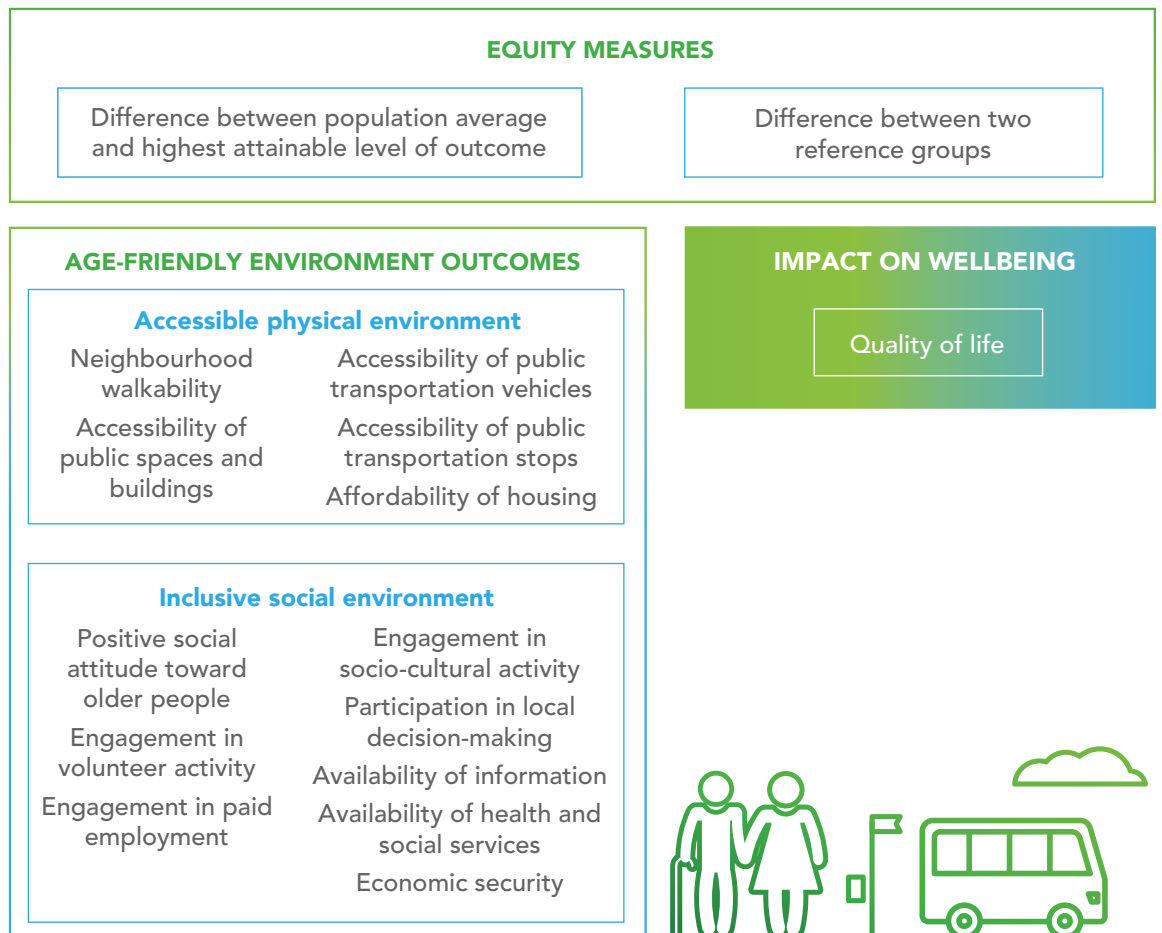 EQUITY MEASURES
Difference between population average
and highest attainable level of outcome
Difference between two
reference groups
AGE-FRIENDLY ENVIRONMENT OUTCOMES
Accessible physical environment
Neighbourhood
walkability
Accessibility of
public spaces and
buildings
Accessibility of public
transportation vehicles
Accessibility of public
transportation stops
Affordability of housing
Inclusive social environment
Positive social
attitude toward
older people
Engagement in
volunteer activity
Engagement in paid
employment
Engagement in
socio-cultural activity
Participation in local
decision-making
Availability of information
Availability of health and
social services
Economic security
IMPACT ON WELLBEING
Quality of life